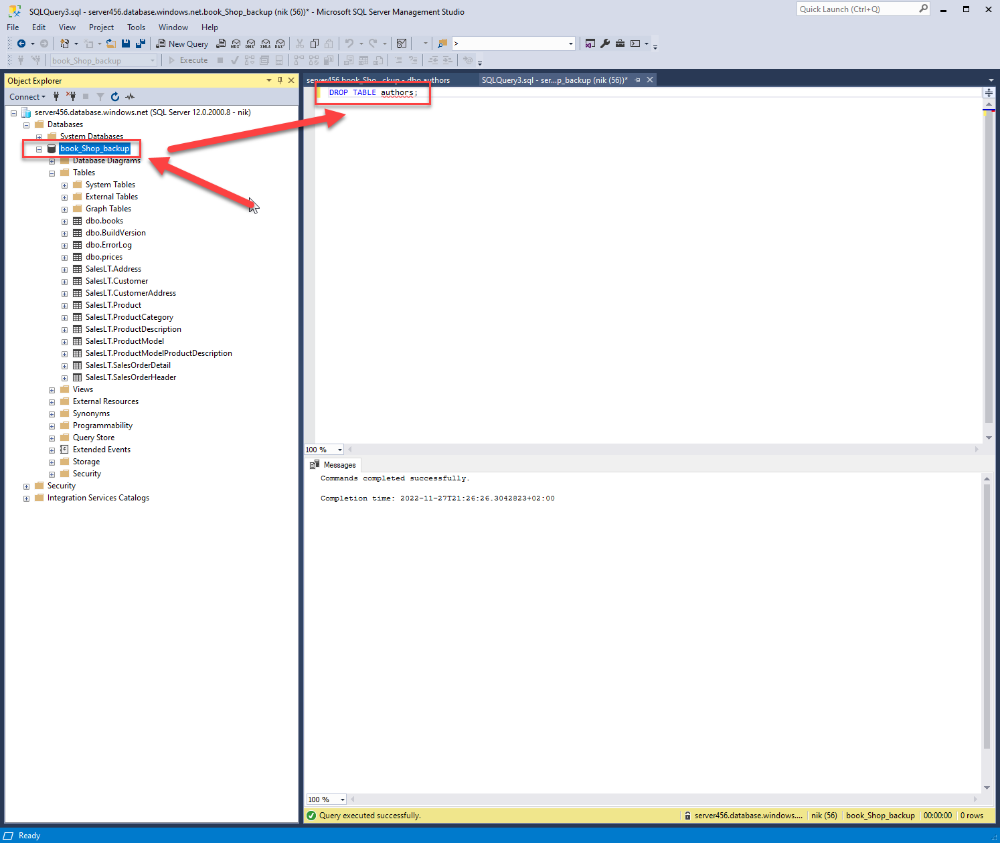 SQLQuery3.sql - server456.database.windows.net.book_Shop_backup (nik (56))* - Microsoft SQL Server Management Studio
Quick Launch (Ctrl+Q)
File Edit View Project Tools Window Help
New Query
MDX DMX XMLA DAX
>
book_Shop_backup
Execute
Object Explorer
Connect
server456.database.windows.net (SQL Server 12.0.2000.8 - nik)
Databases
System Databases
book_Shop_backup
Database Diagrams
Tables
System Tables
External Tables
Graph Tables
dbo.books
dbo.BuildVersion
dbo.ErrorLog
dbo.prices
SalesLT.Address
SalesLT.Customer
SalesLT.CustomerAddress
SalesLT.Product
SalesLT.ProductCategory
SalesLT.ProductDescription
SalesLT.ProductModel
SalesLT.ProductModelProductDescription
SalesLT.SalesOrderDetail
SalesLT.SalesOrderHeader
Views
External Resources
Synonyms
Programmability
Query Store
Extended Events
Storage
Security
Security
Integration Services Catalogs
server456.book_Sho...ckup - dbo.authors
SQLQuery3.sql - ser...p_backup (nik (56))*
DROP TABLE authors;
100 %
Messages
Commands completed successfully.
Completion time: 2022-11-27T21:26:26.3042823+02:00
100 %
Query executed successfully.
server456.database.windows....
nik (56)
book_Shop_backup
00:00:00
0 rows
Ready